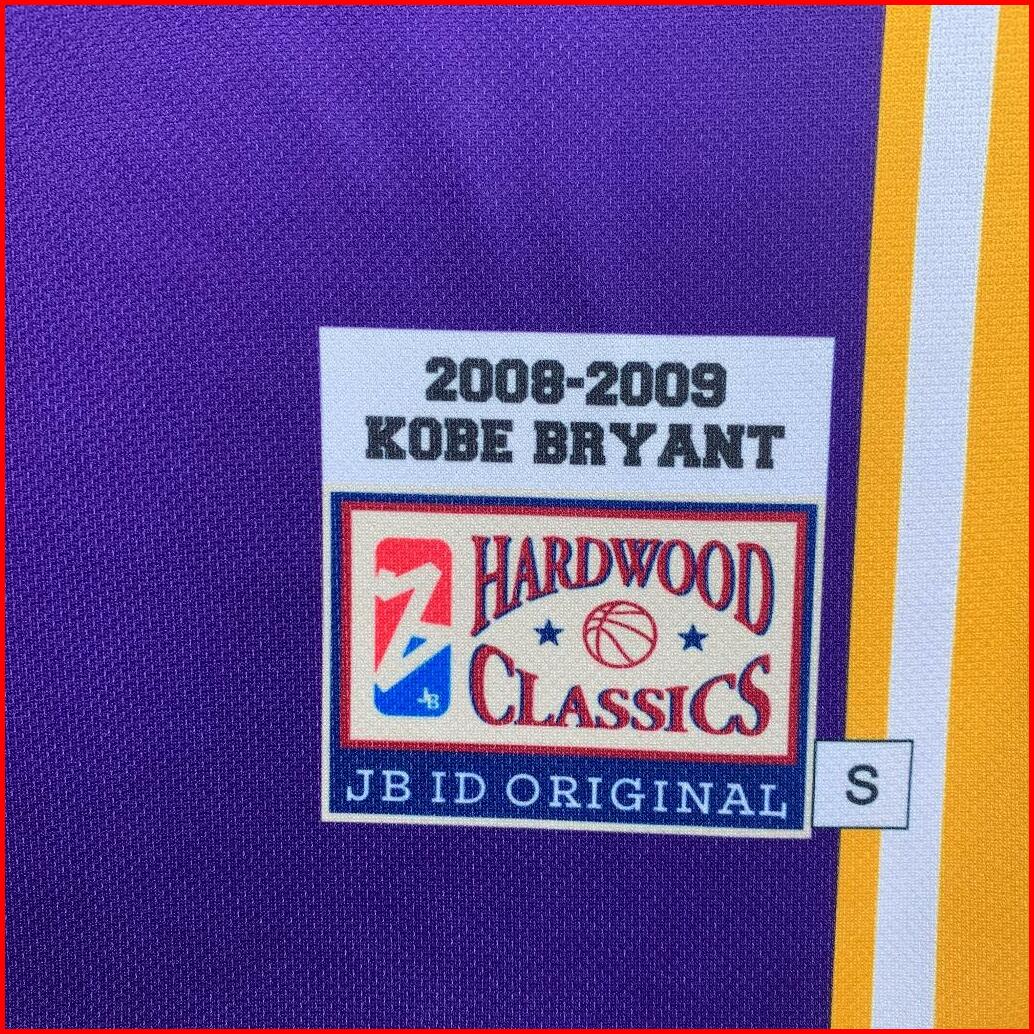 2008-2009
KOBE BRYANT
HARDWOOD
CLASSICS
JB
JB ID ORIGINAL
S